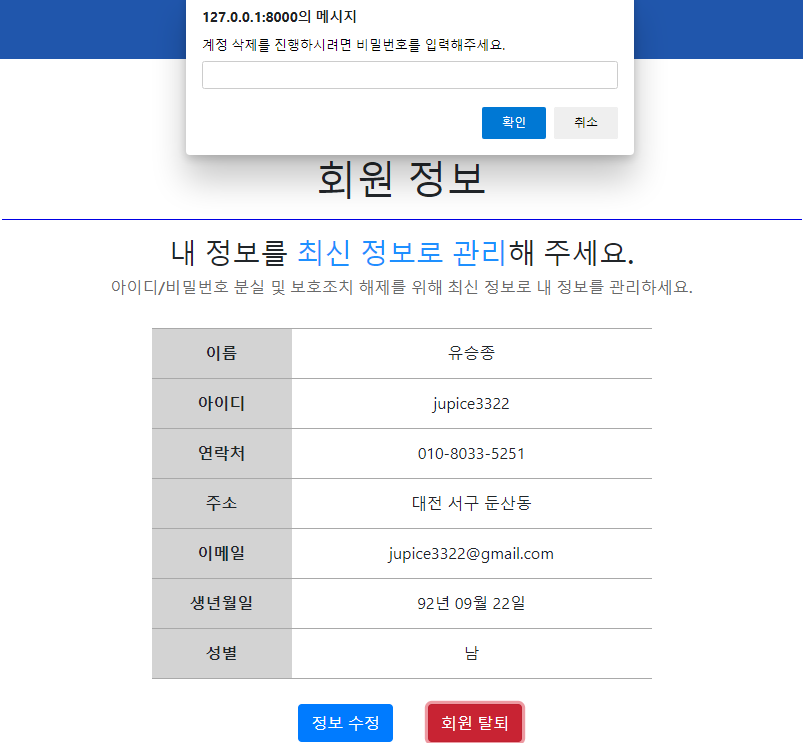 127.0.0.1:8000의 메시지
계정 삭제를 진행하시려면 비밀번호를 입력해주세요.
확인 취소
회원 정보
내 정보를 최신 정보로 관리해 주세요.
아이디/비밀번호 분실 및 보호조치 해제를 위해 최신 정보로 내 정보를 관리하세요.
이름 유승종
아이디 jupice3322
연락처 010-8033-5251
주소 대전 서구 둔산동
이메일 jupice3322@gmail.com
생년월일 92년 09월 22일
성별 남
정보 수정 회원 탈퇴